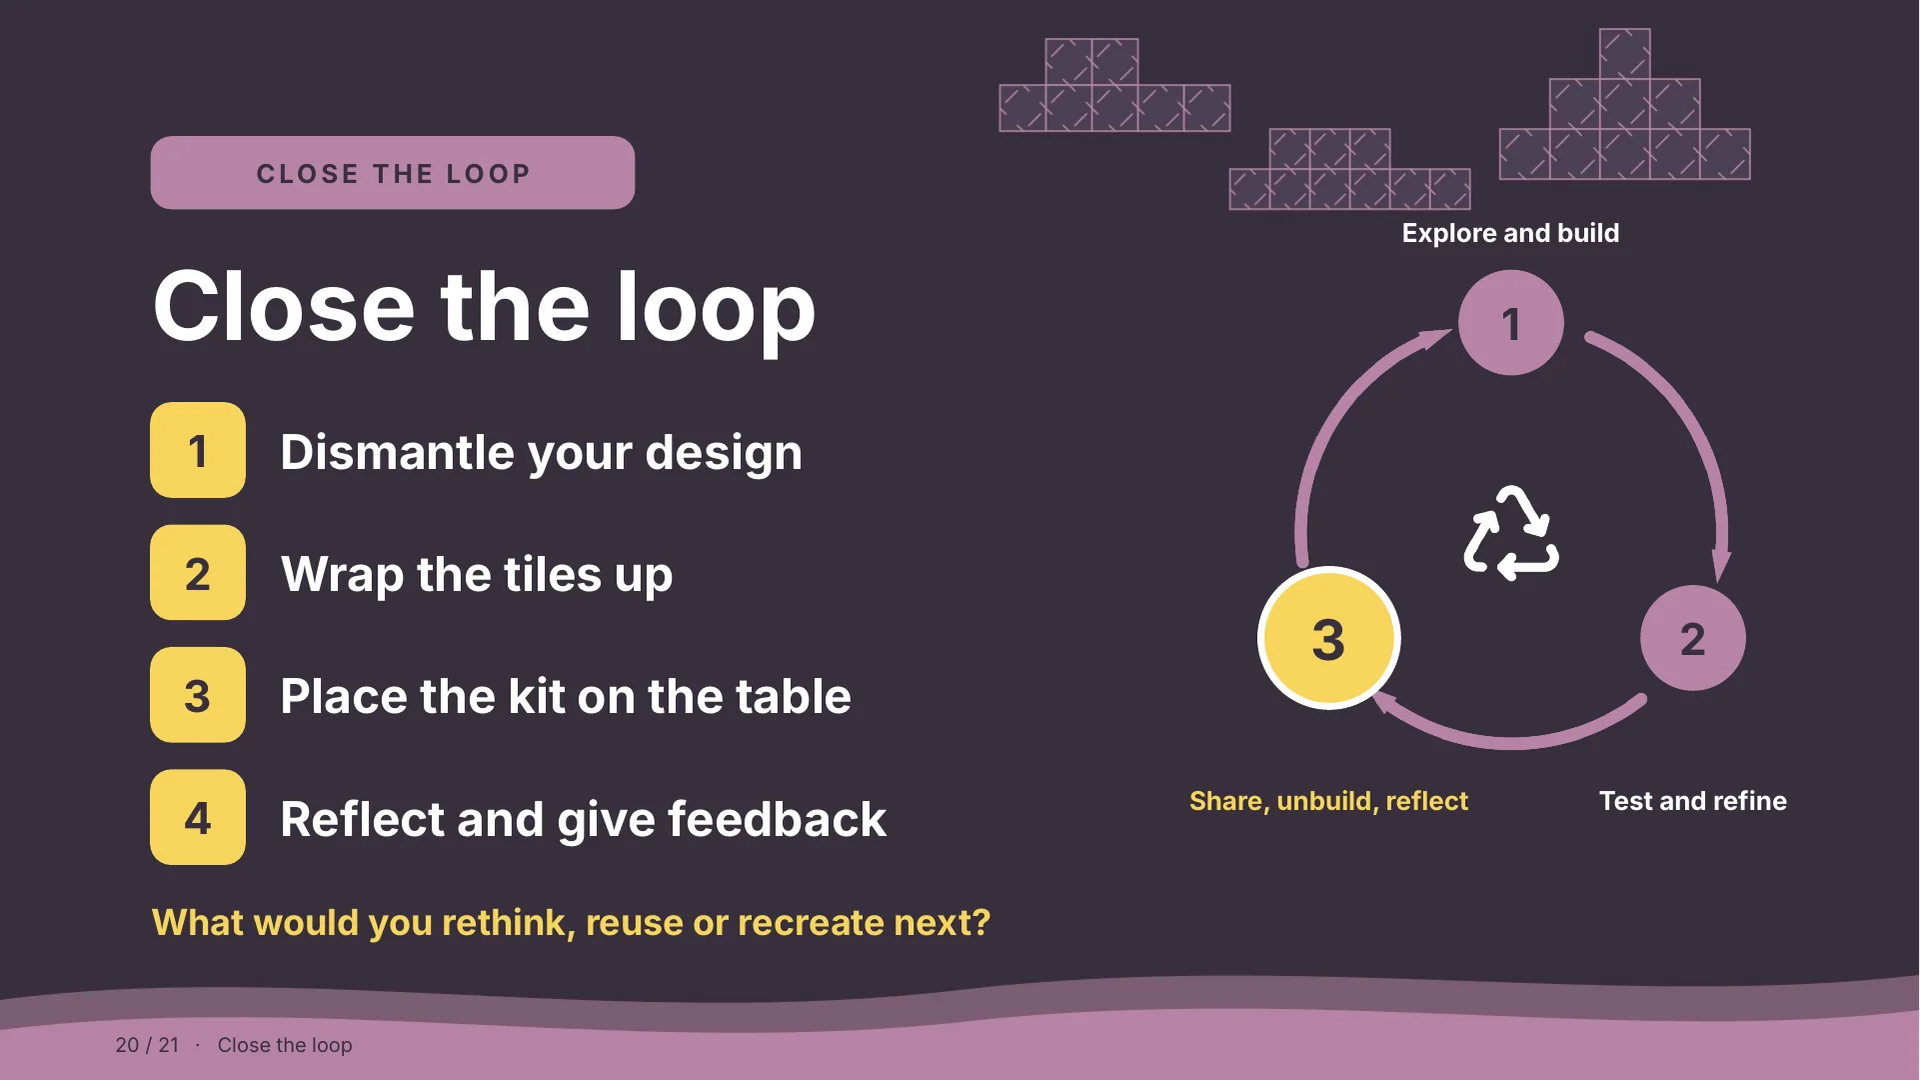 CLOSE THE LOOP
Close the loop
1 Dismantle your design
2 Wrap the tiles up
3 Place the kit on the table
4 Reflect and give feedback
What would you rethink, reuse or recreate next?
Explore and build
1
2
3
Share, unbuild, reflect
Test and refine
20 / 21 · Close the loop